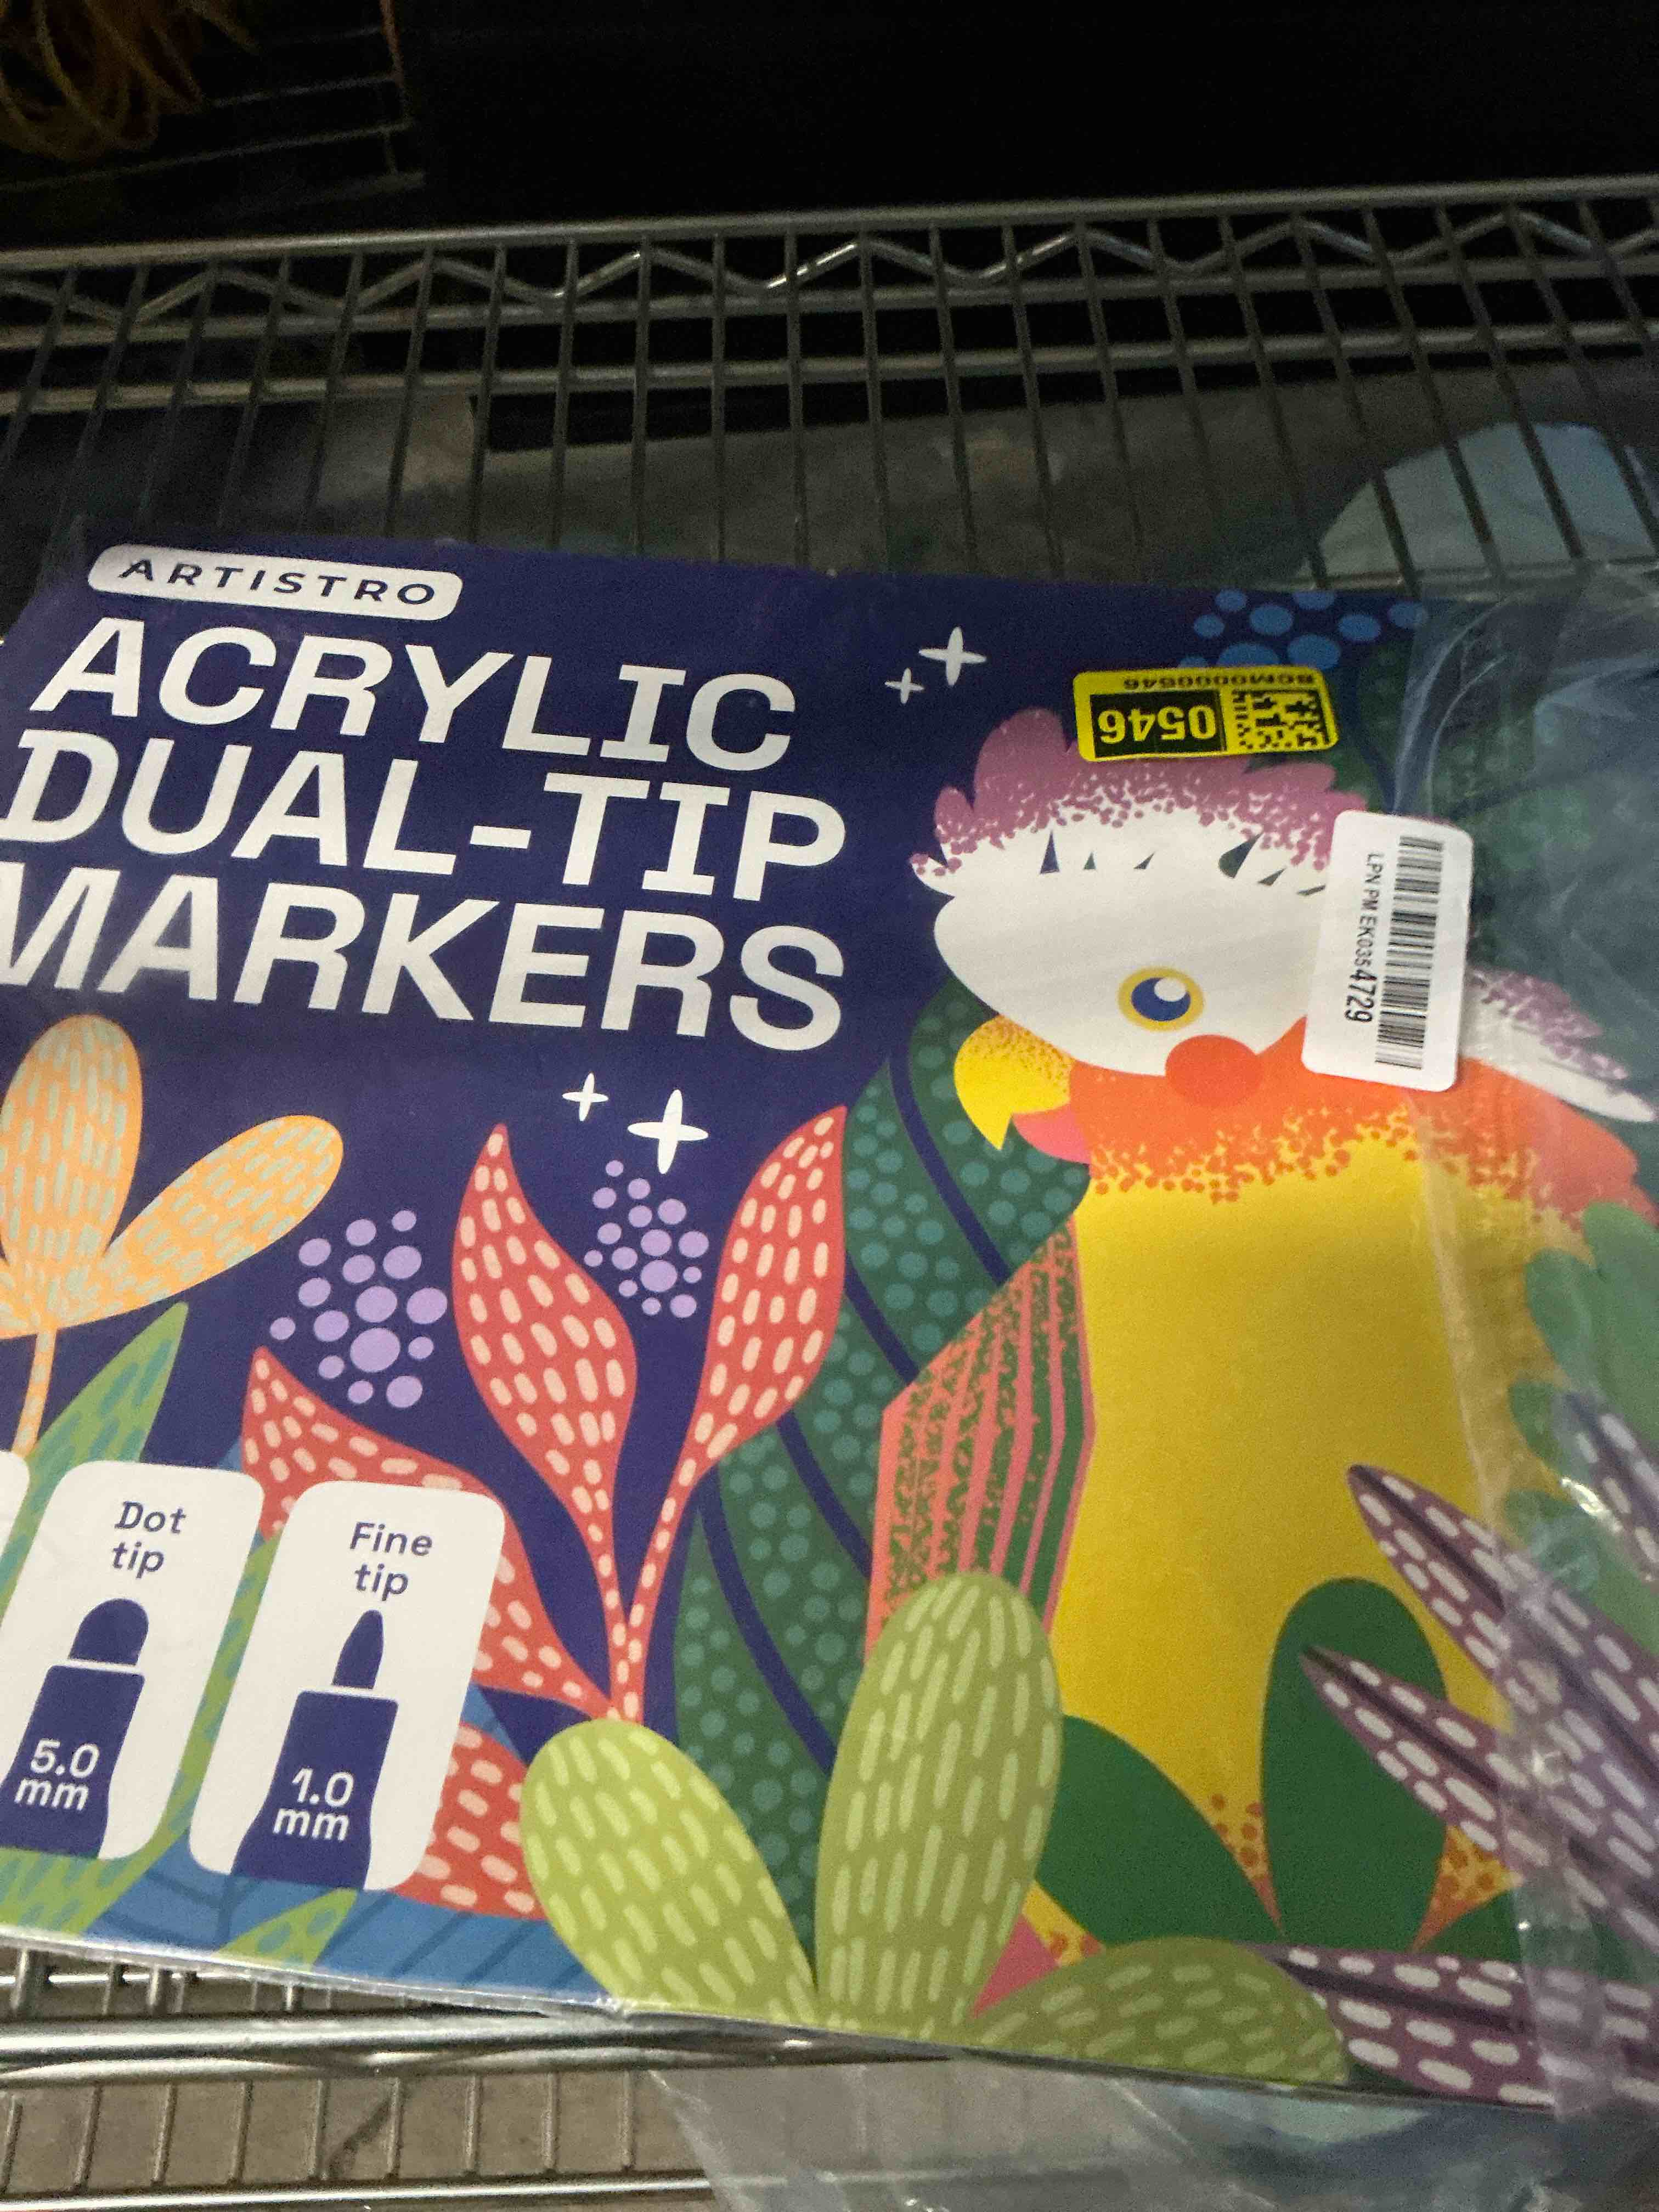 ARTISTRO
ACRYLIC
DUAL-TIP
MARKERS
BCM0000546
0546
LPN PM EK0354729
Dot
tip
5.0
mm
Fine
tip
1.0
mm